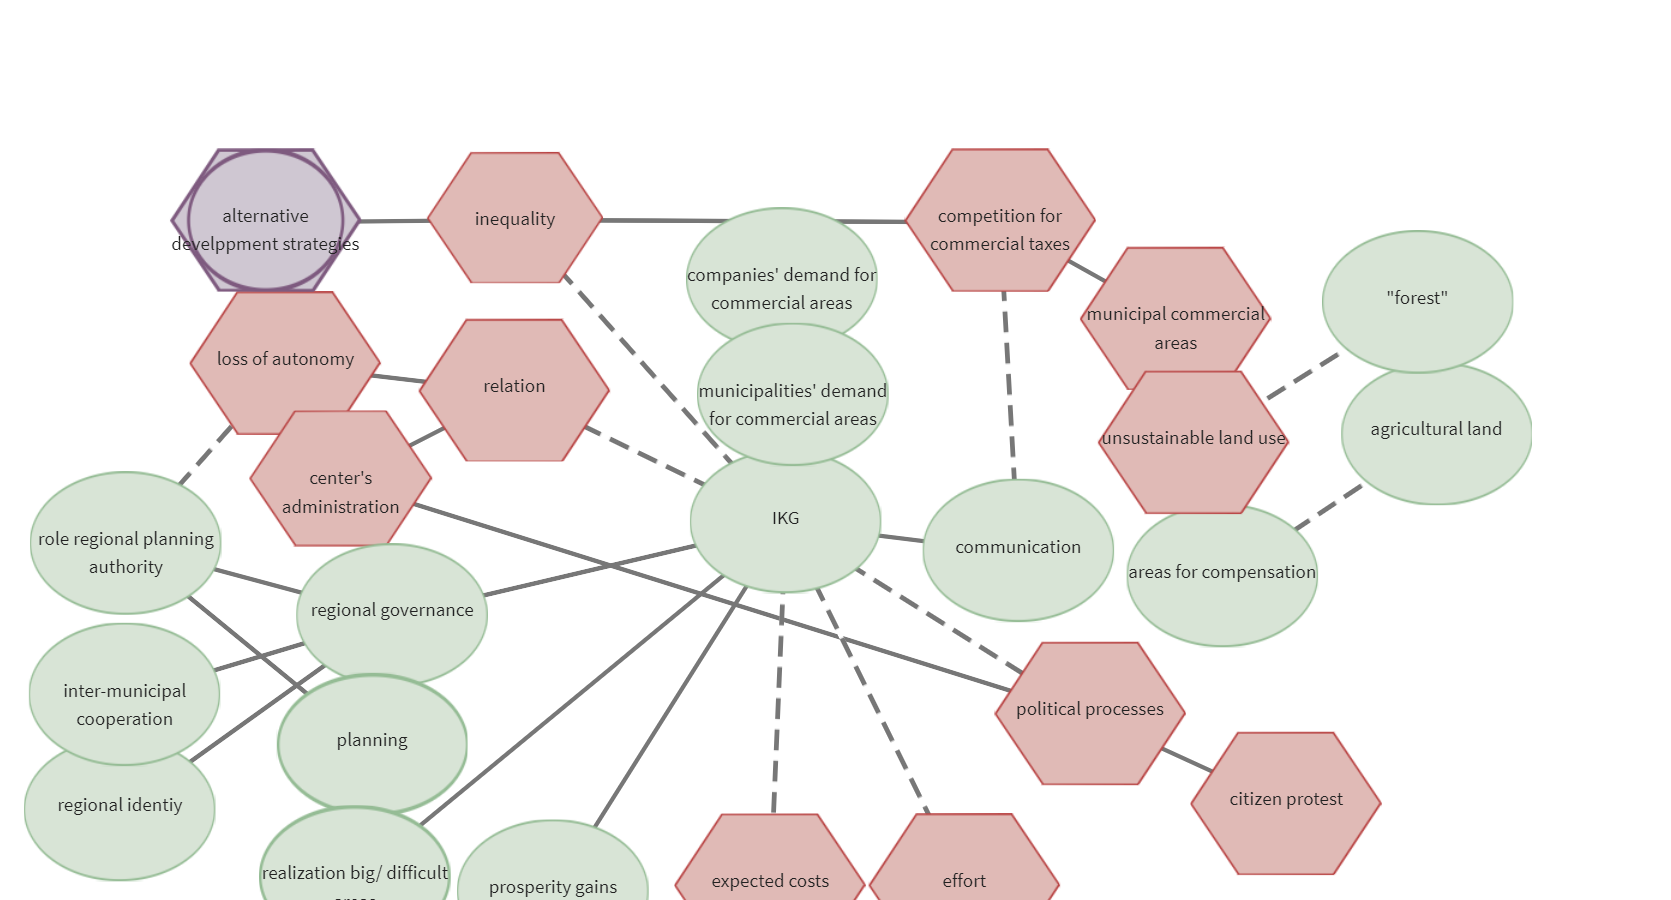 alternative
develppment strategies
inequality
competition for
commercial taxes
companies' demand for
commercial areas
municipal commercial
areas
"forest"
loss of autonomy
relation
municipalities' demand
for commercial areas
unsustainable land use
agricultural land
center's
administration
IKG
communication
areas for compensation
role regional planning
authority
regional governance
inter-municipal
cooperation
planning
political processes
regional identiy
citizen protest
realization big/ difficult
prosperity gains
expected costs
effort